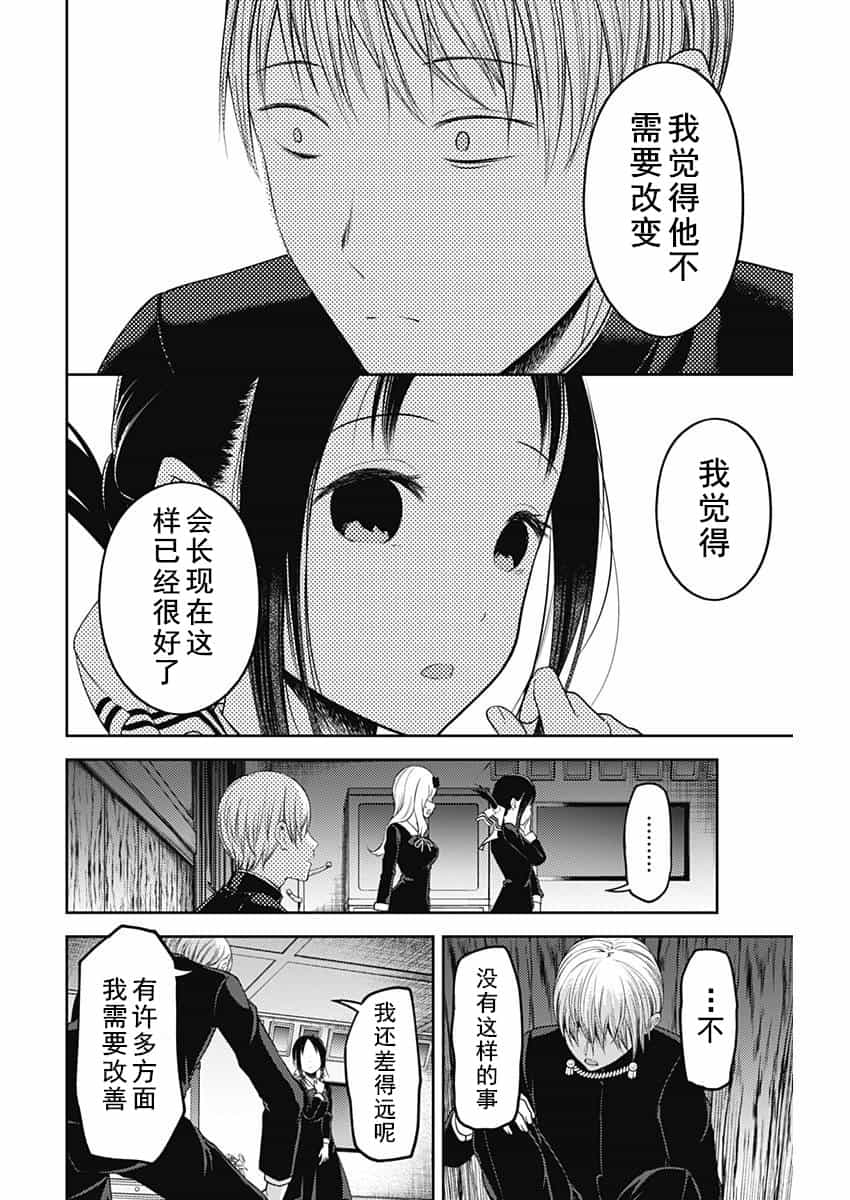 我觉得他不
需要改变
我觉得
会长现在这
样已经很好了
……
…不
没有这样的事
我还差得远呢
有许多方面
我需要改善